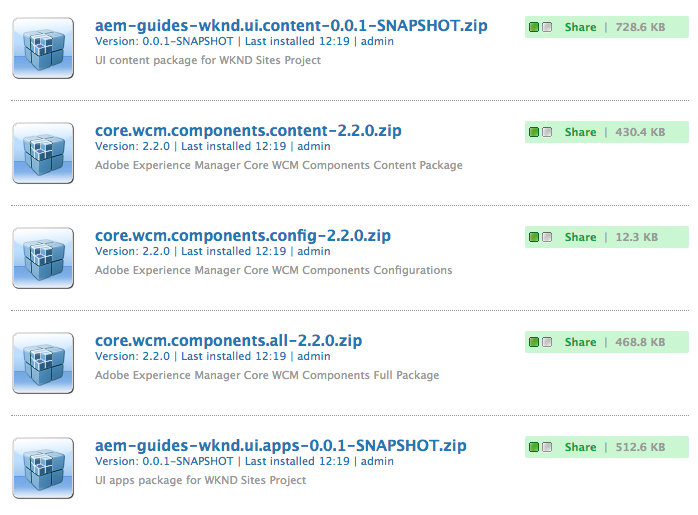 aem-guides-wknd.ui.content-0.0.1-SNAPSHOT.zip
Share | 728.6 KB
Version: 0.0.1-SNAPSHOT | Last installed 12:19 | admin
UI content package for WKND Sites Project
core.wcm.components.content-2.2.0.zip
Share | 430.4 KB
Version: 2.2.0 | Last installed 12:19 | admin
Adobe Experience Manager Core WCM Components Content Package
core.wcm.components.config-2.2.0.zip
Share | 12.3 KB
Version: 2.2.0 | Last installed 12:19 | admin
Adobe Experience Manager Core WCM Components Configurations
core.wcm.components.all-2.2.0.zip
Share | 468.8 KB
Version: 2.2.0 | Last installed 12:19 | admin
Adobe Experience Manager Core WCM Components Full Package
aem-guides-wknd.ui.apps-0.0.1-SNAPSHOT.zip
Share | 512.6 KB
Version: 0.0.1-SNAPSHOT | Last installed 12:19 | admin
UI apps package for WKND Sites Project